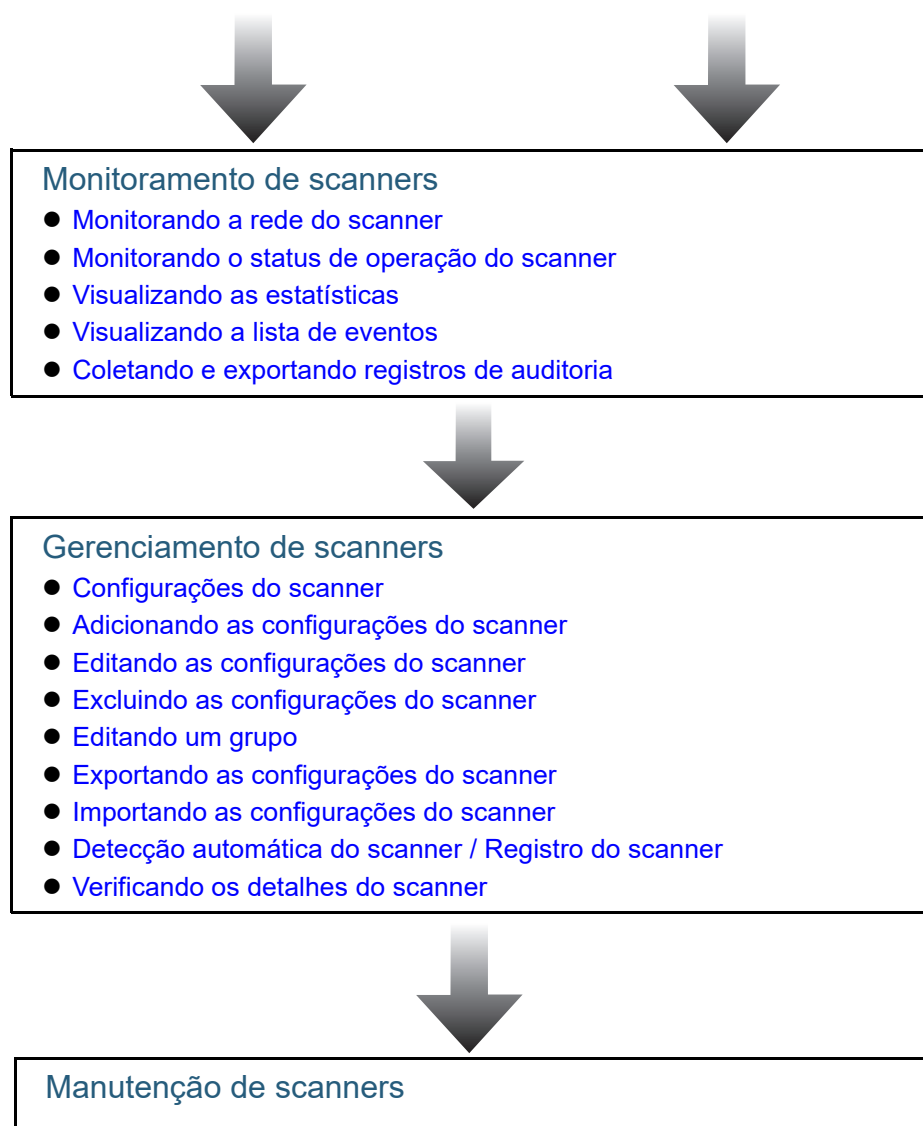 Monitoramento de scanners
● Monitorando a rede do scanner
● Monitorando o status de operação do scanner
● Visualizando as estatísticas
● Visualizando a lista de eventos
● Coletando e exportando registros de auditoria
Gerenciamento de scanners
● Configurações do scanner
● Adicionando as configurações do scanner
● Editando as configurações do scanner
● Excluindo as configurações do scanner
● Editando um grupo
● Exportando as configurações do scanner
● Importando as configurações do scanner
● Detecção automática do scanner / Registro do scanner
● Verificando os detalhes do scanner
Manutenção de scanners